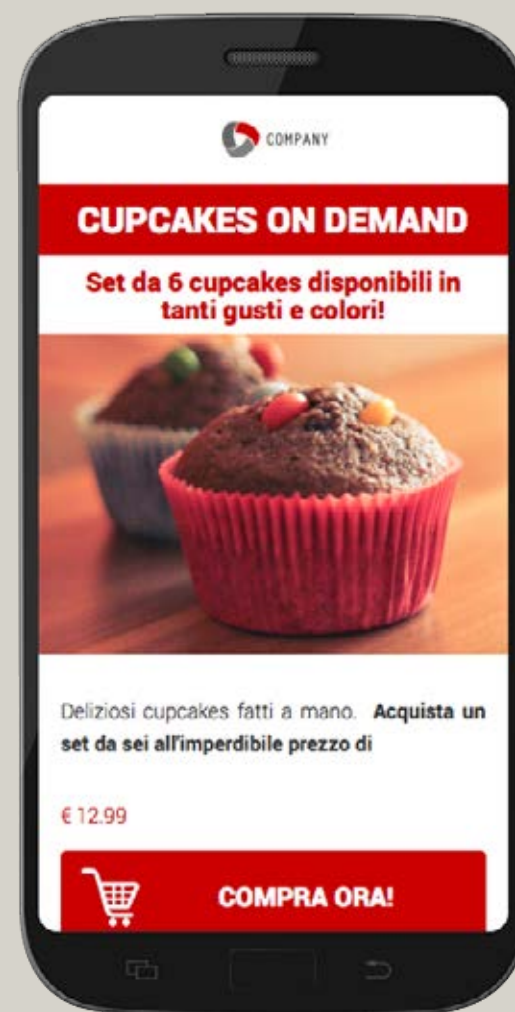 COMPANY
CUPCAKES ON DEMAND
Set da 6 cupcakes disponibili in
tanti gusti e colori!
Deliziosi cupcakes fatti a mano. Acquista un
set da sei all'imperdibile prezzo di
€ 12.99
COMPRA ORA!